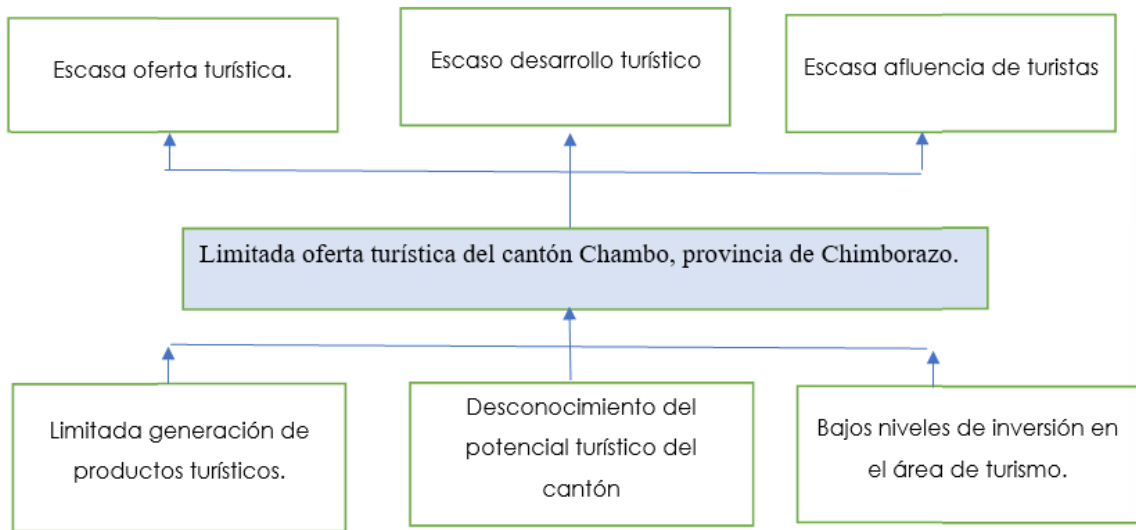 Escasa oferta turística.
Escaso desarrollo turístico
Escasa afluencia de turistas
Limitada oferta turística del cantón Chambo, provincia de Chimborazo.
Limitada generación de
productos turísticos.
Desconocimiento del
potencial turístico del
cantón
Bajos niveles de inversión en
el área de turismo.